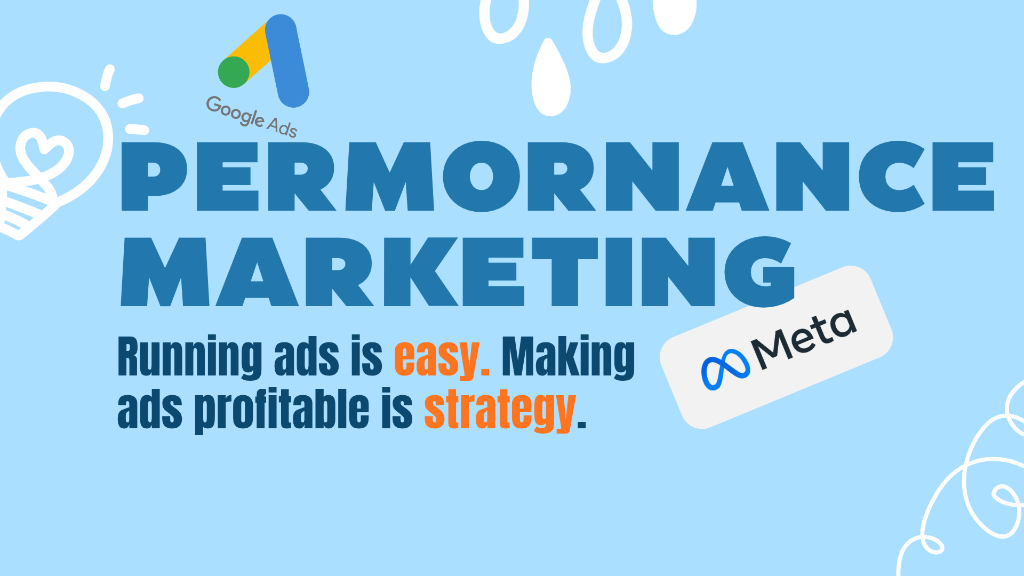 Google Ads
PERMORNANCE
MARKETING
Running ads is easy. Making
ads profitable is strategy.
Meta